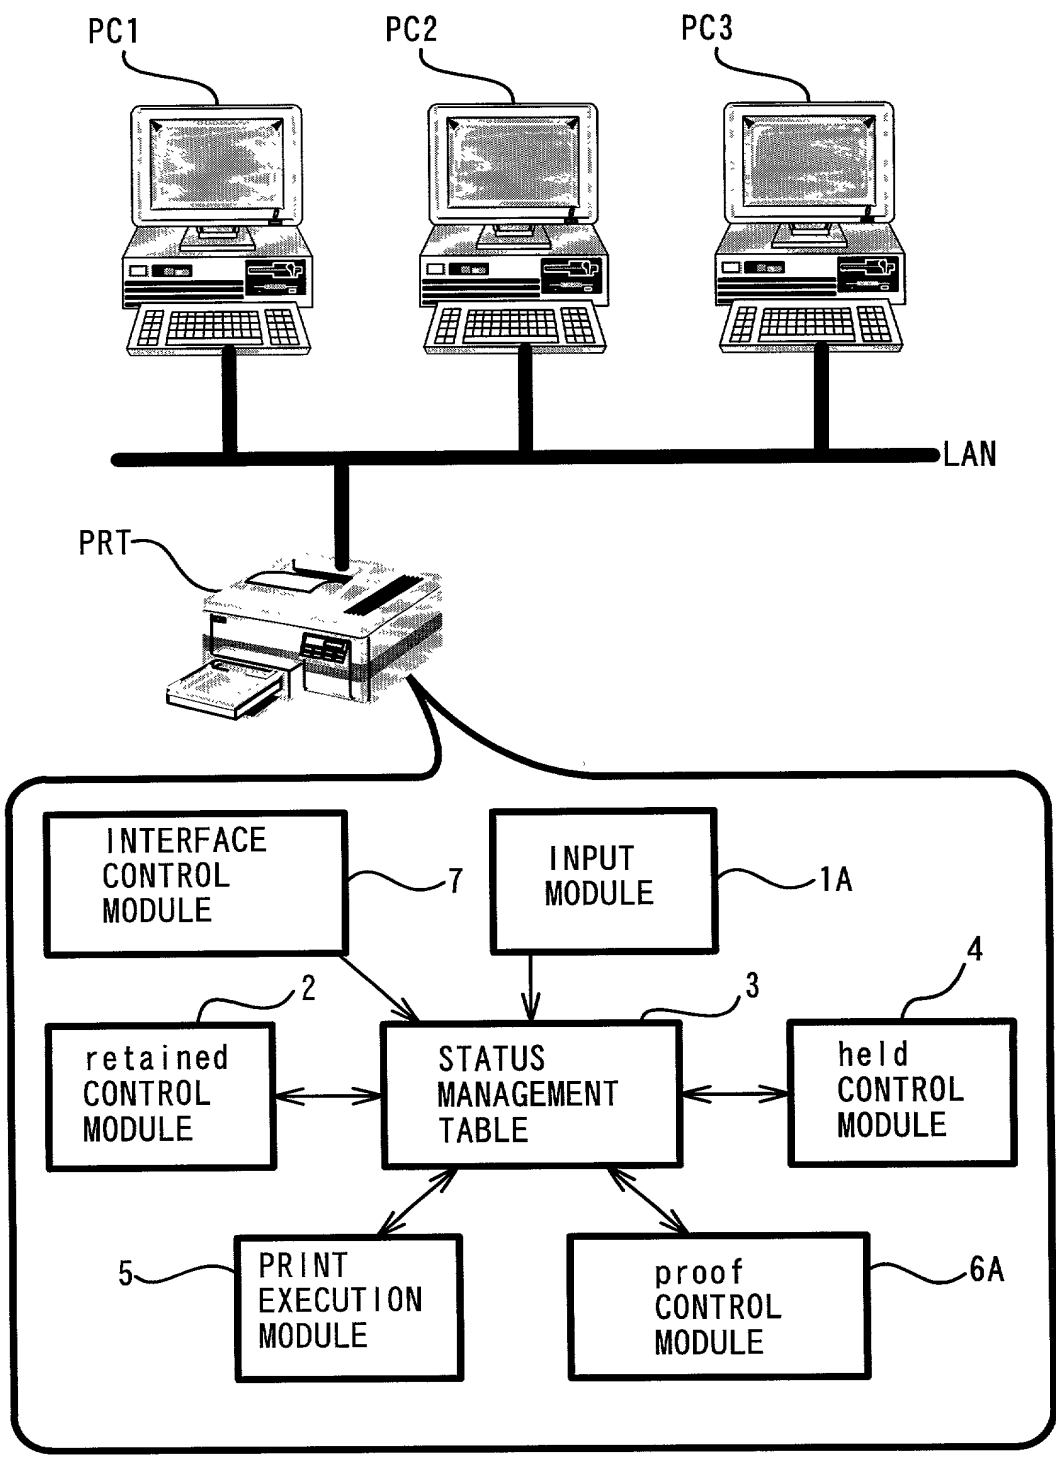 PC1
PC2
PC3
LAN
PRT
INTERFACE
CONTROL
MODULE
7
INPUT
MODULE
1A
2
3
4
retained
CONTROL
MODULE
STATUS
MANAGEMENT
TABLE
held
CONTROL
MODULE
5
PRINT
EXECUTION
MODULE
proof
CONTROL
MODULE
6A